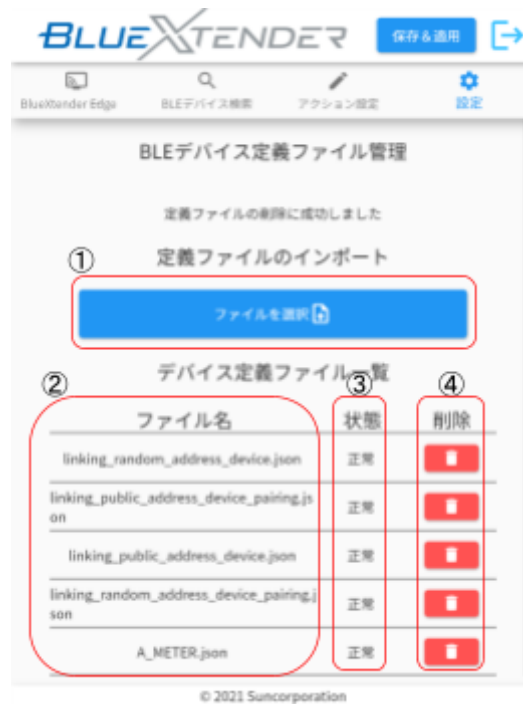 BLUEXTENDER
保存＆適用
BlueXtender Edge
BLEデバイス検索
アクション設定
設定
BLEデバイス定義ファイル管理
定義ファイルの削除に成功しました
①
定義ファイルのインポート
ファイルを選択
デバイス定義ファイル一覧
②
③
④
ファイル名
状態
削除
linking_random_address_device.json
正常
linking_public_address_device_pairing.js
on
正常
linking_public_address_device.json
正常
linking_random_address_device_pairing.j
son
正常
A_METER.json
正常
© 2021 Suncorporation